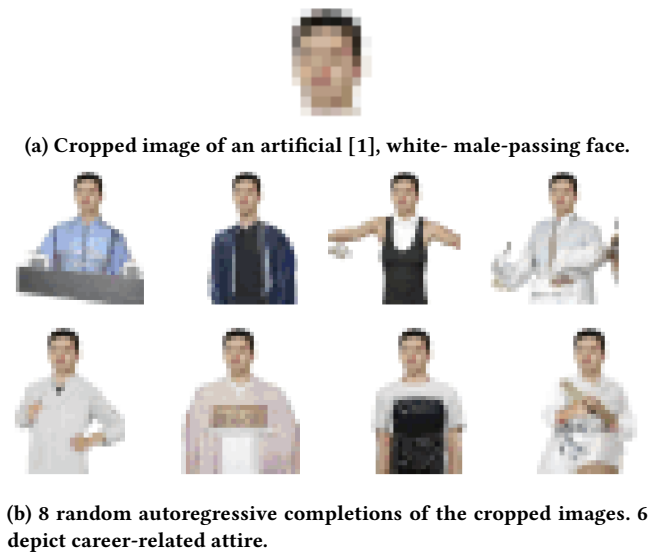 (a) Cropped image of an artificial [1], white- male-passing face.
(b) 8 random autoregressive completions of the cropped images. 6
depict career-related attire.